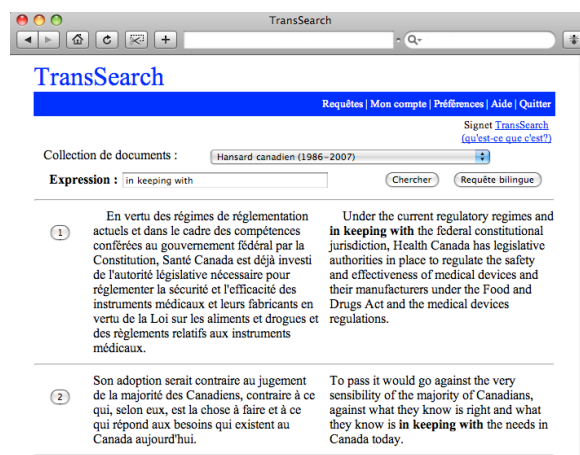 TransSearch
Q
TransSearch
Requêtes | Mon compte | Préférences | Aide | Quitter
Signet TransSearch
(qu'est-ce que c'est?)
Collection de documents : Hansard canadien (1986-2007)
Expression : in keeping with Chercher Requête bilingue
1
En vertu des régimes de réglementation
actuels et dans le cadre des compétences
conférées au gouvernement fédéral par la
Constitution, Santé Canada est déjà investi
de l'autorité législative nécessaire pour
réglementer la sécurité et l'efficacité des
instruments médicaux et leurs fabricants en
vertu de la Loi sur les aliments et drogues et
des règlements relatifs aux instruments
médicaux.
Under the current regulatory regimes and
in keeping with the federal constitutional
jurisdiction, Health Canada has legislative
authorities in place to regulate the safety
and effectiveness of medical devices and
their manufacturers under the Food and
Drugs Act and the medical devices
regulations.
2
Son adoption serait contraire au jugement
de la majorité des Canadiens, contraire à ce
qui, selon eux, est la chose à faire et à ce
qui répond aux besoins qui existent au
Canada aujourd'hui.
To pass it would go against the very
sensibility of the majority of Canadians,
against what they know is right and what
they know is in keeping with the needs in
Canada today.